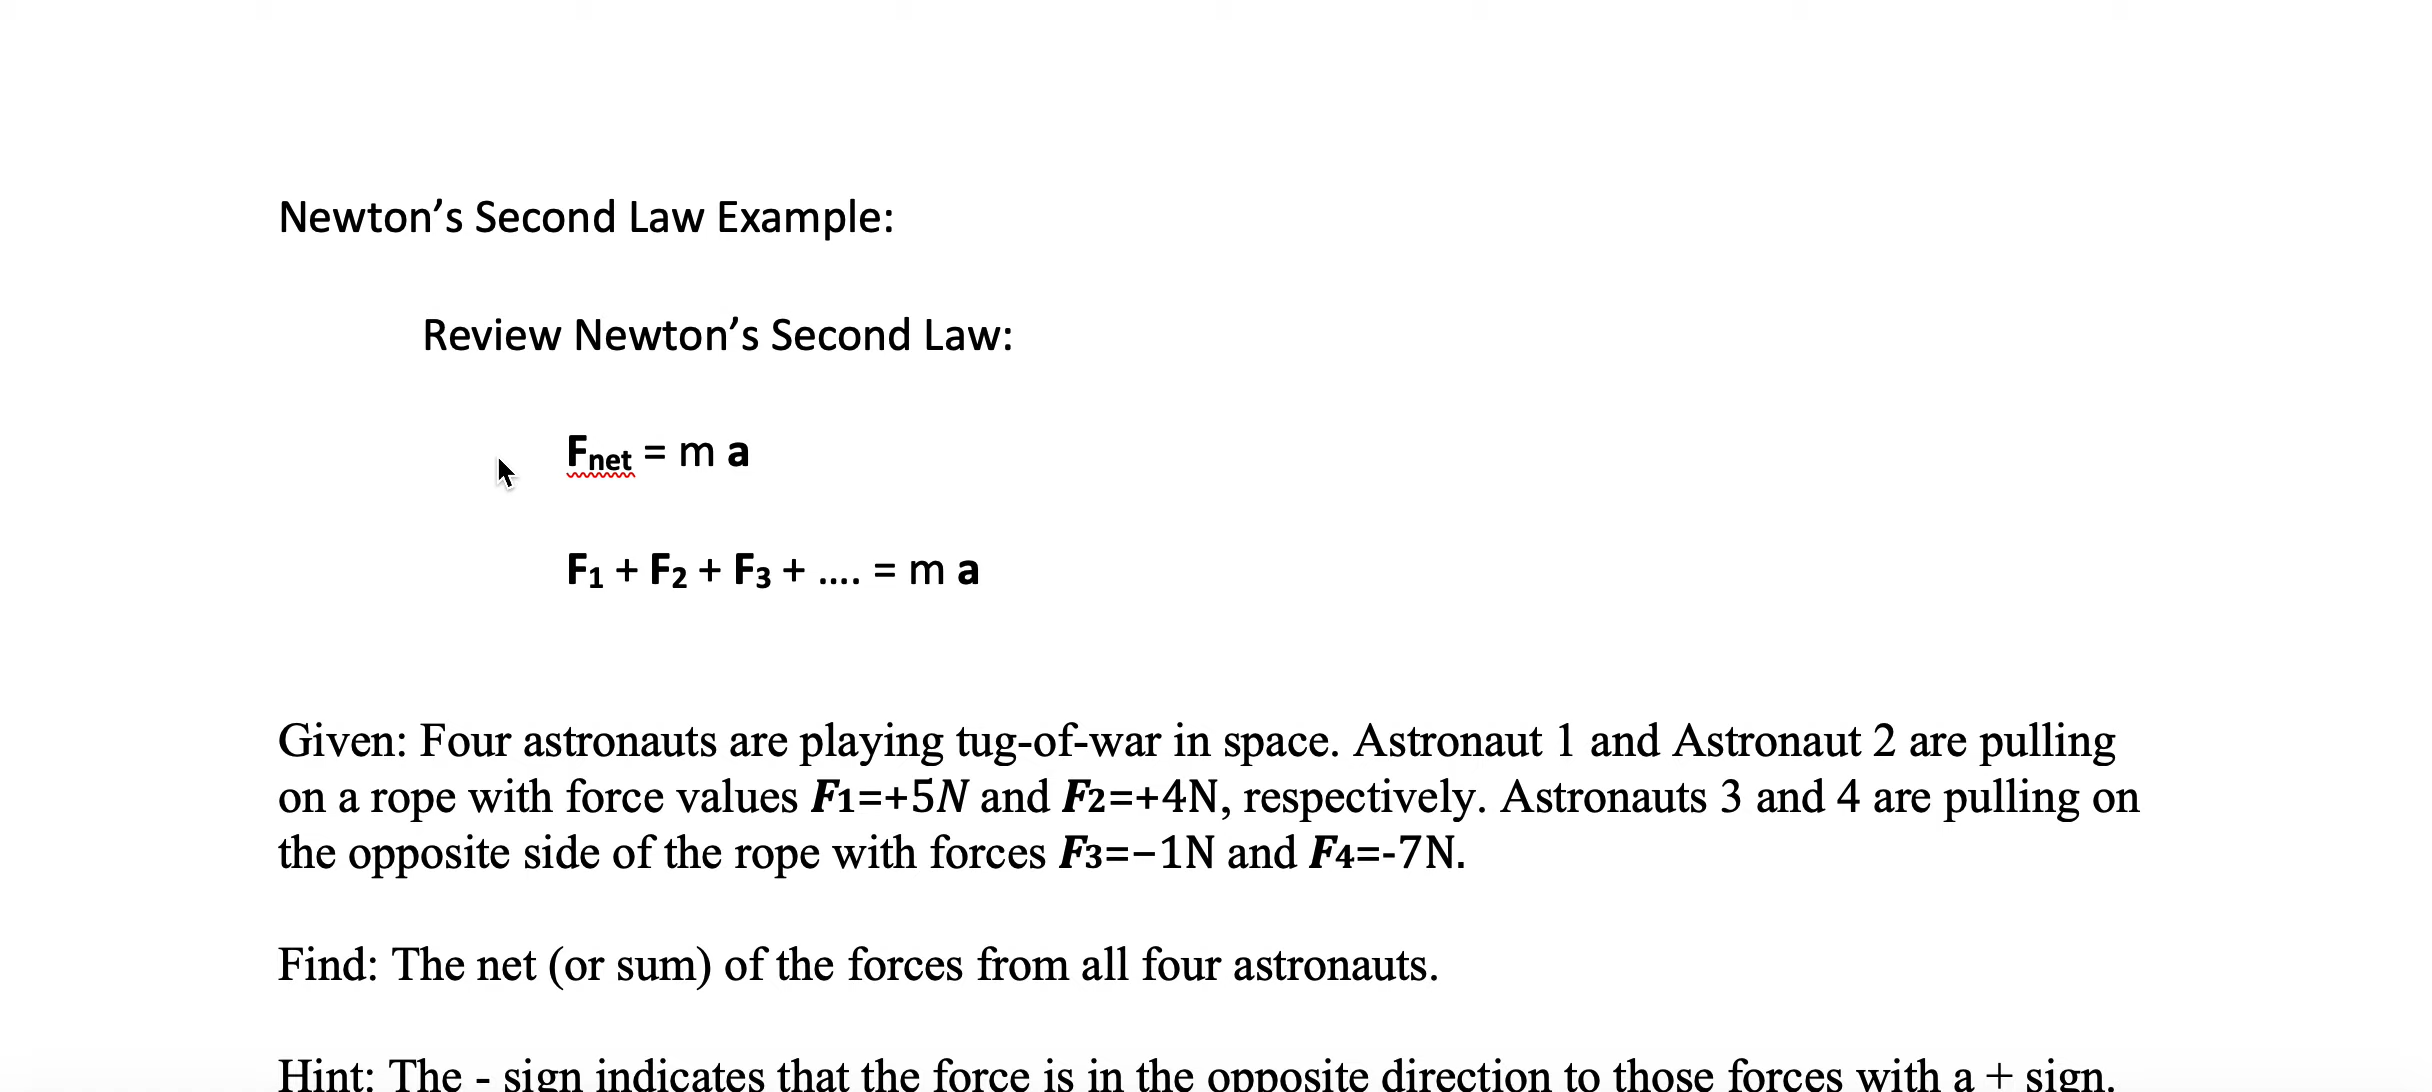 Newton’s Second Law Example:
Review Newton’s Second Law:
Fnet = m a
F1 + F2 + F3 + .... = m a
Given: Four astronauts are playing tug-of-war in space. Astronaut 1 and Astronaut 2 are pulling
on a rope with force values F1=+5N and F2=+4N, respectively. Astronauts 3 and 4 are pulling on
the opposite side of the rope with forces F3=−1N and F4=-7N.
Find: The net (or sum) of the forces from all four astronauts.
Hint: The - sign indicates that the force is in the opposite direction to those forces with a + sign.